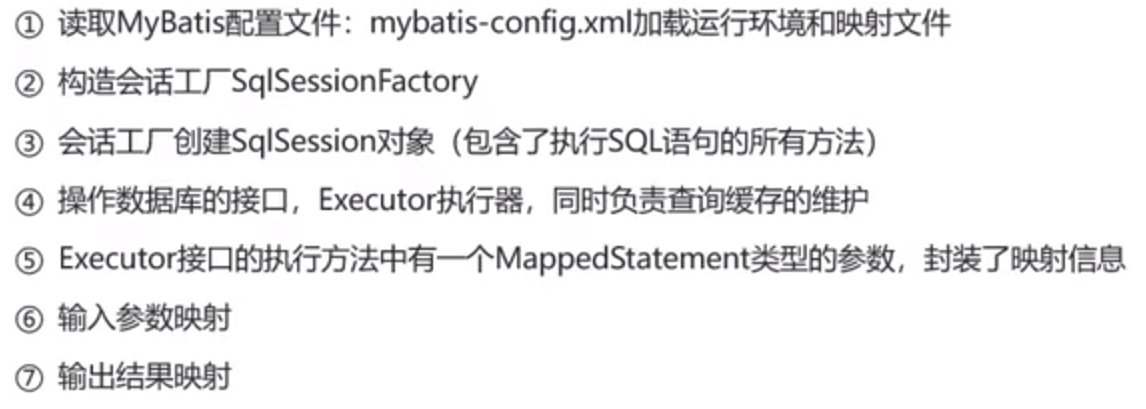 ① 读取MyBatis配置文件：mybatis-config.xml加载运行环境和映射文件
② 构造会话工厂SqlSessionFactory
③ 会话工厂创建SqlSession对象（包含了执行SQL语句的所有方法）
④ 操作数据库的接口，Executor执行器，同时负责查询缓存的维护
⑤ Executor接口的执行方法中有一个MappedStatement类型的参数，封装了映射信息
⑥ 输入参数映射
⑦ 输出结果映射